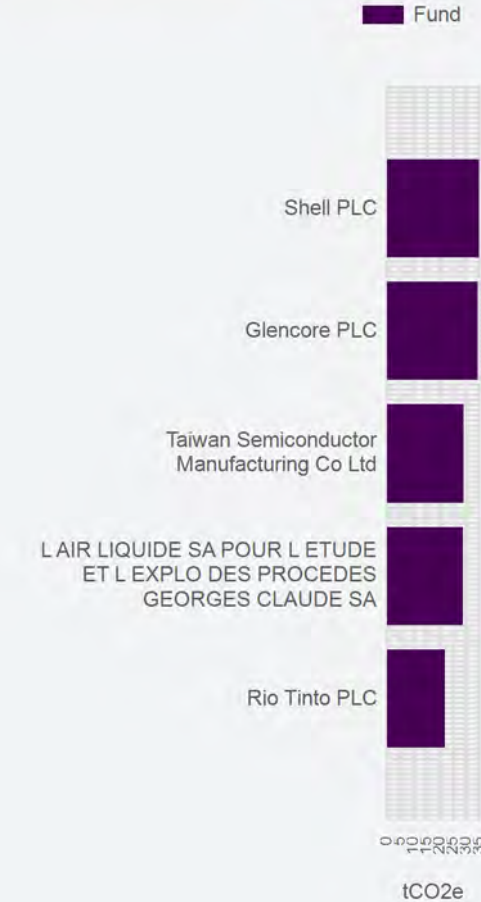 Fund
Shell PLC
Glencore PLC
Taiwan Semiconductor
Manufacturing Co Ltd
L AIR LIQUIDE SA POUR L ETUDE
ET L EXPLO DES PROCEDES
GEORGES CLAUDE SA
Rio Tinto PLC
0 5 10 15 20 25 30 35
tCO2e